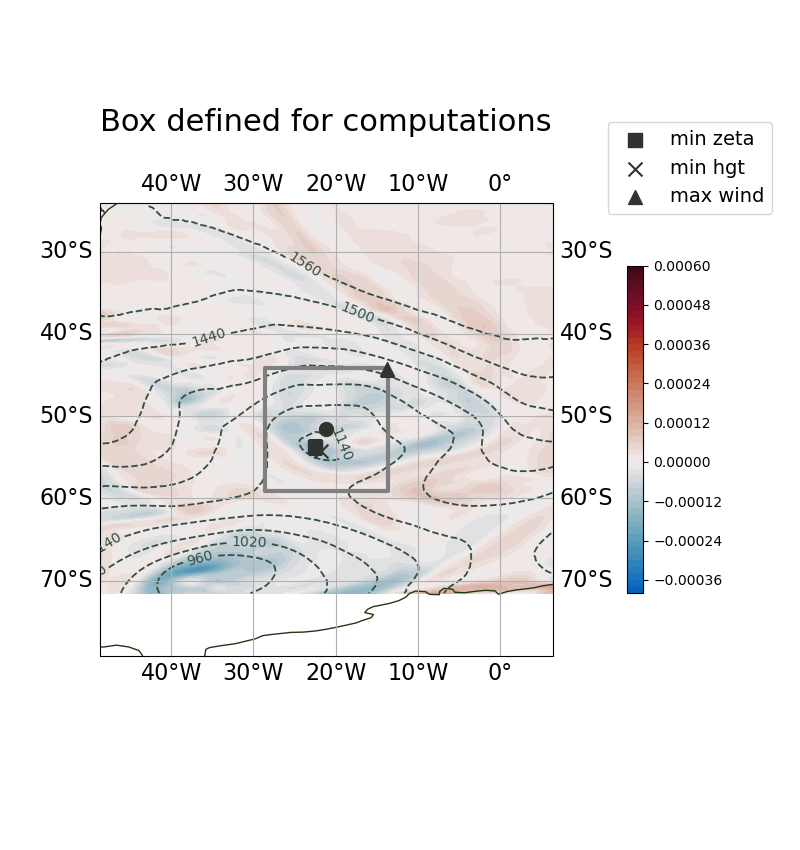 Box defined for computations
min zeta
min hgt
max wind
40°W 30°W 20°W 10°W 0°
30°S 30°S
40°S 40°S
50°S 50°S
60°S 60°S
70°S 70°S
1560
1500
1440
1140
1020
960
40°W 30°W 20°W 10°W 0°
0.00060
0.00048
0.00036
0.00024
0.00012
0.00000
−0.00012
−0.00024
−0.00036